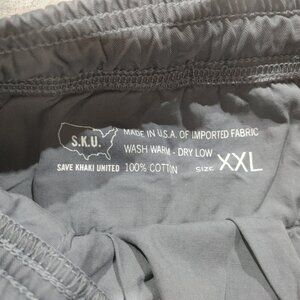 S.K.U.
SAVE KHAKI UNITED
MADE IN U.S.A. OF IMPORTED FABRIC
WASH WARM - DRY LOW
100% COTTON SIZE XXL